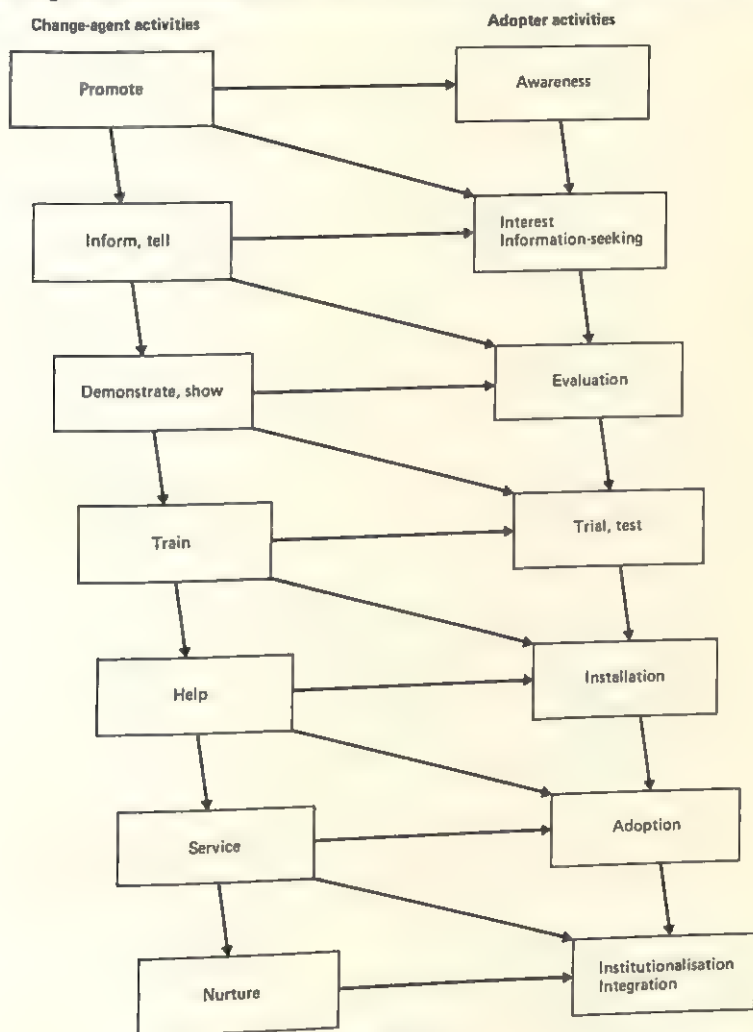 Change-agent activities
Adopter activities
Promote
Awareness
Inform, tell
Interest
Information-seeking
Demonstrate, show
Evaluation
Train
Trial, test
Help
Installation
Service
Adoption
Nurture
Institutionalisation
Integration